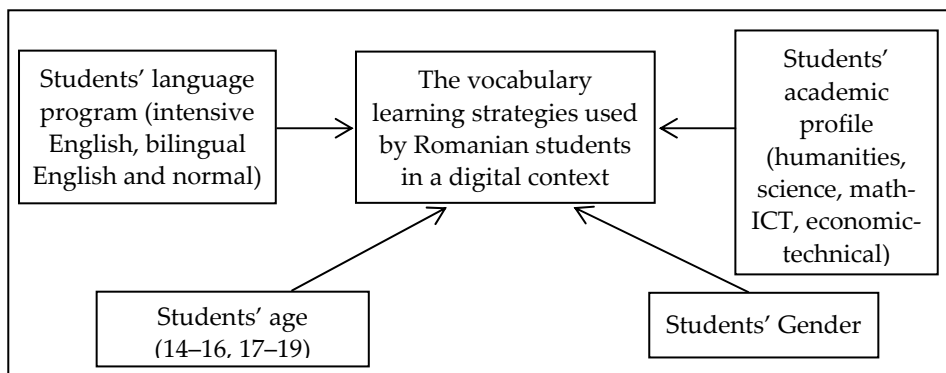 Students’ language
program (intensive
English, bilingual
English and normal)
The vocabulary
learning strategies used
by Romanian students
in a digital context
Students’
academic
profile
(humanities,
science, math-
ICT, economic-
technical)
Students’ age
(14–16, 17–19)
Students’ Gender